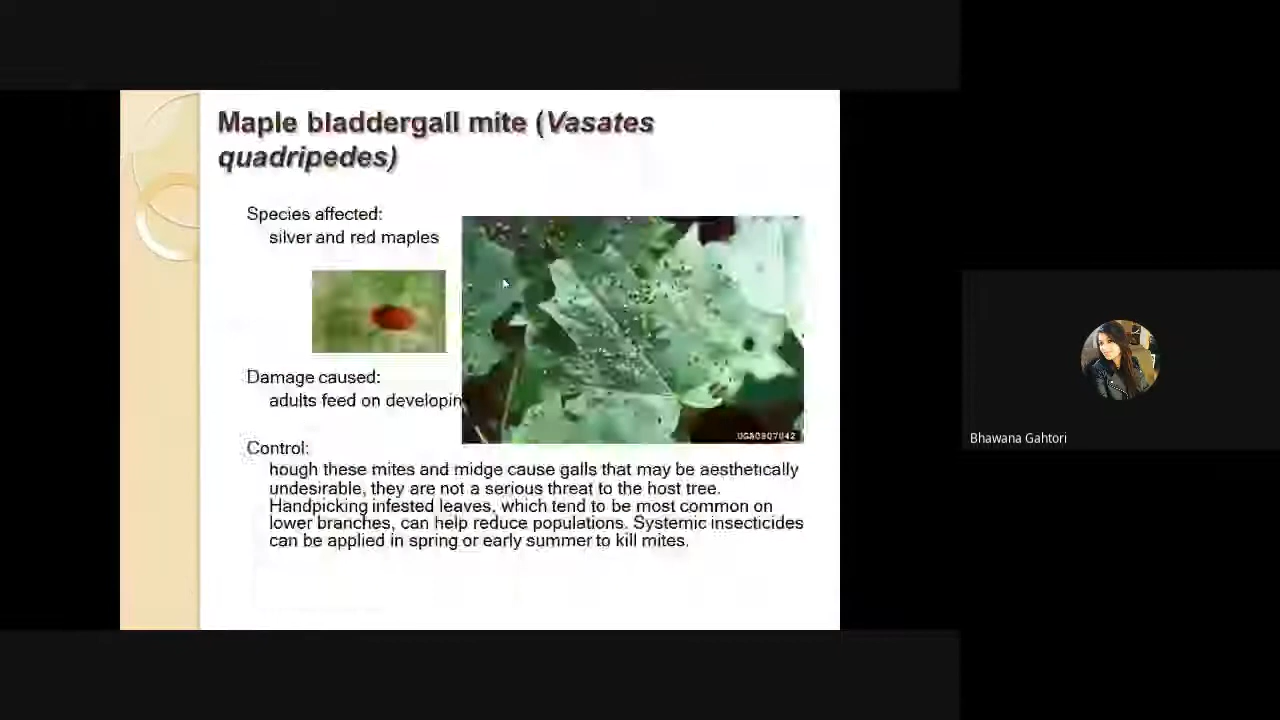 Maple bladdergall mite (Vasates
quadripedes)
Species affected:
silver and red maples
Damage caused:
adults feed on developin
UGA0907042
Control:
hough these mites and midge cause galls that may be aesthetically
undesirable, they are not a serious threat to the host tree.
Handpicking infested leaves, which tend to be most common on
lower branches, can help reduce populations. Systemic insecticides
can be applied in spring or early summer to kill mites.
Bhawana Gahtori